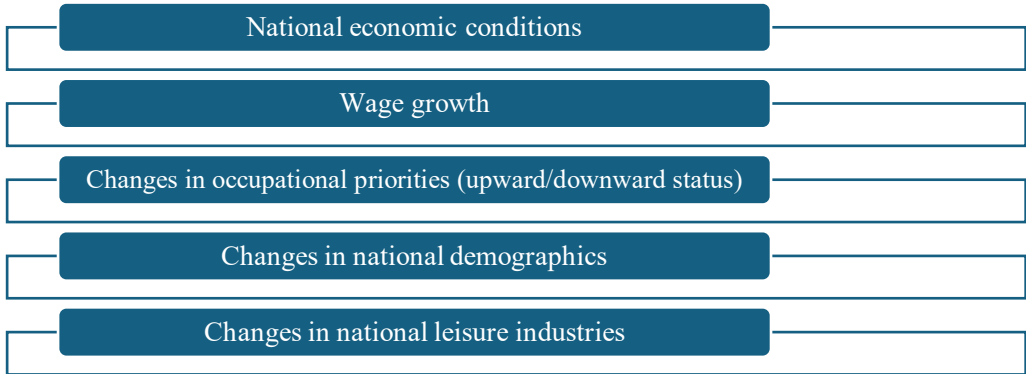 National economic conditions
Wage growth
Changes in occupational priorities (upward/downward status)
Changes in national demographics
Changes in national leisure industries